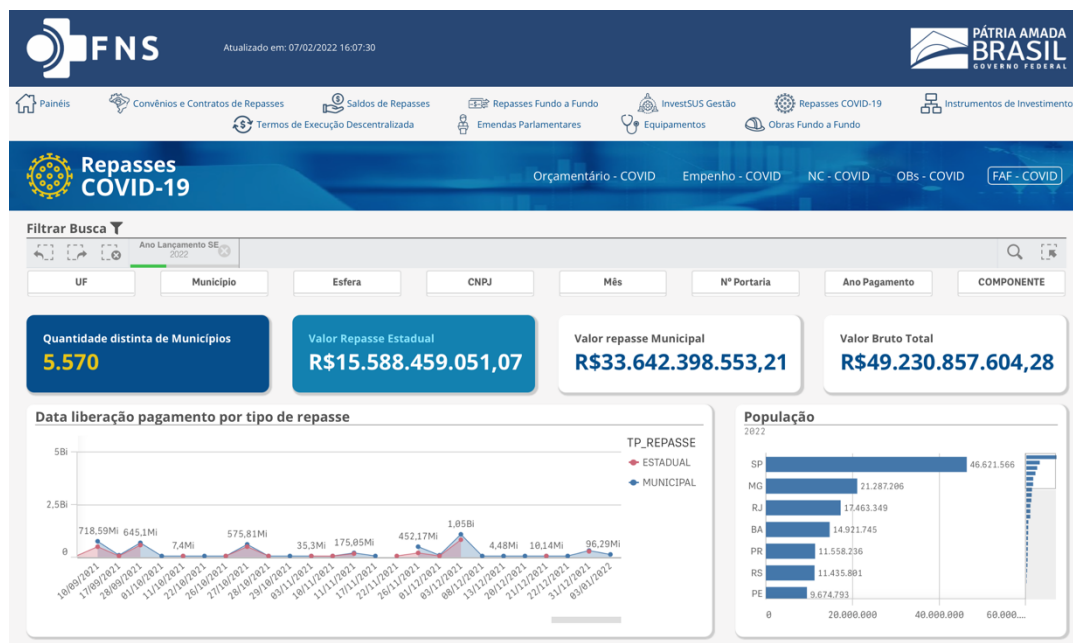 FNS
Atualizado em: 07/02/2022 16:07:30
PÁTRIA AMADA
BRASIL
GOVERNO FEDERAL
Painéis
Convênios e Contratos de Repasses
Saldos de Repasses
Repasses Fundo a Fundo
InvestSUS Gestão
Repasses COVID-19
Instrumentos de Investimento
Termos de Execução Descentralizada
Emendas Parlamentares
Equipamentos
Obras Fundo a Fundo
Repasses
COVID-19
Orçamentário - COVID
Empenho - COVID
NC - COVID
OBs - COVID
FAF - COVID
Filtrar Busca
Ano Lançamento SE
2022
UF
Município
Esfera
CNPJ
Mês
Nº Portaria
Ano Pagamento
COMPONENTE
Quantidade distinta de Municípios
5.570
Valor Repasse Estadual
R$15.588.459.051,07
Valor repasse Municipal
R$33.642.398.553,21
Valor Bruto Total
R$49.230.857.604,28
Data liberação pagamento por tipo de repasse
TP_REPASSE
ESTADUAL
MUNICIPAL
5Bi
2,5Bi
0
718,59Mi
645,1Mi
7,4Mi
575,81Mi
35,3Mi
175,05Mi
452,17Mi
1,05Bi
4,48Mi
10,14Mi
96,29Mi
10/09/2021
17/09/2021
28/09/2021
01/10/2021
11/10/2021
22/10/2021
26/10/2021
27/10/2021
28/10/2021
29/10/2021
03/11/2021
10/11/2021
11/11/2021
17/11/2021
22/11/2021
26/11/2021
01/12/2021
03/12/2021
08/12/2021
13/12/2021
20/12/2021
21/12/2021
22/12/2021
31/12/2021
03/01/2022
População
2022
SP
46.621.566
MG
21.287.206
RJ
17.463.349
BA
14.921.745
PR
11.558.236
RS
11.435.801
PE
9.674.793
0
20.000.000
40.000.000
60.000....